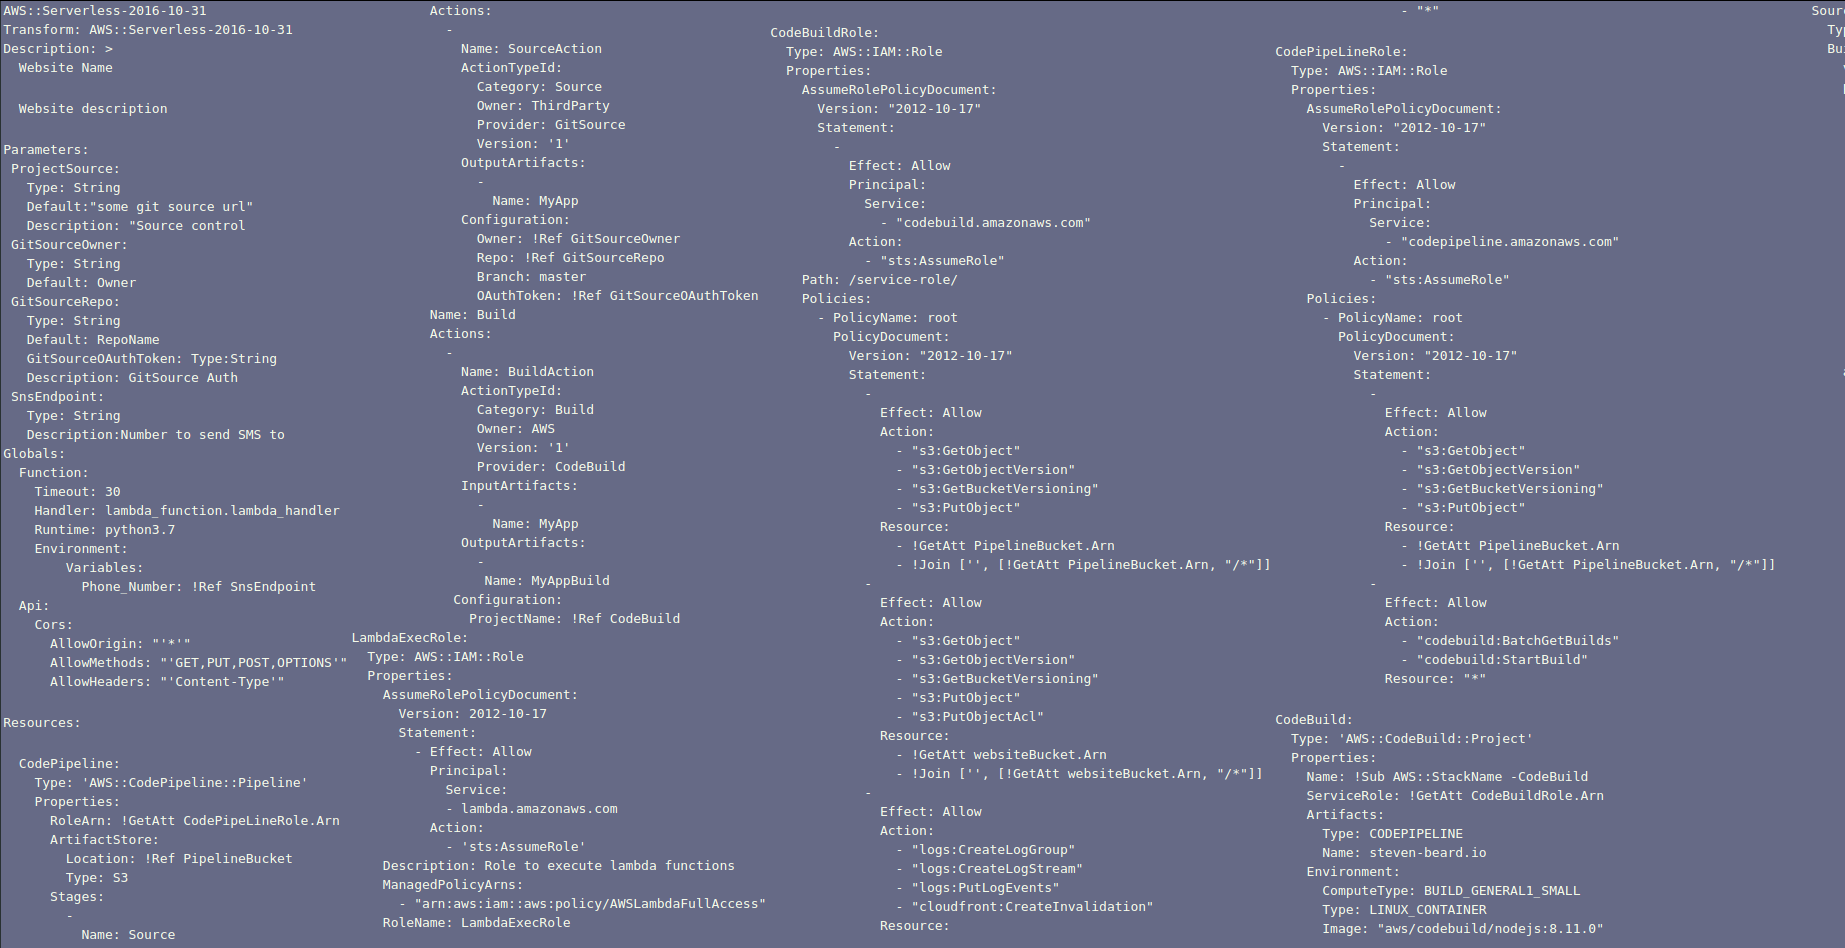 AWS::Serverless-2016-10-31
Transform: AWS::Serverless-2016-10-31
Description: >
  Website Name

  Website description

Parameters:
 ProjectSource:
   Type: String
   Default:"some git source url"
   Description: "Source control
 GitSourceOwner:
   Type: String
   Default: Owner
 GitSourceRepo:
   Type: String
   Default: RepoName
   GitSourceOAuthToken: Type:String
   Description: GitSource Auth
 SnsEndpoint:
   Type: String
   Description:Number to send SMS to
Globals:
  Function:
    Timeout: 30
    Handler: lambda_function.lambda_handler
    Runtime: python3.7
    Environment:
        Variables:
          Phone_Number: !Ref SnsEndpoint
  Api:
    Cors:
      AllowOrigin: "'*'"
      AllowMethods: "'GET,PUT,POST,OPTIONS'"
      AllowHeaders: "'Content-Type'"

Resources:

  CodePipeline:
    Type: 'AWS::CodePipeline::Pipeline'
    Properties:
      RoleArn: !GetAtt CodePipeLineRole.Arn
      ArtifactStore:
        Location: !Ref PipelineBucket
        Type: S3
      Stages:
        -
          Name: Source
          Actions:
            -
              Name: SourceAction
              ActionTypeId:
                Category: Source
                Owner: ThirdParty
                Provider: GitSource
                Version: '1'
              OutputArtifacts:
                -
                  Name: MyApp
              Configuration:
                Owner: !Ref GitSourceOwner
                Repo: !Ref GitSourceRepo
                Branch: master
                OAuthToken: !Ref GitSourceOAuthToken
          Name: Build
          Actions:
            -
              Name: BuildAction
              ActionTypeId:
                Category: Build
                Owner: AWS
                Version: '1'
                Provider: CodeBuild
              InputArtifacts:
                -
                  Name: MyApp
              OutputArtifacts:
                -
                 Name: MyAppBuild
             Configuration:
               ProjectName: !Ref CodeBuild
LambdaExecRole:
  Type: AWS::IAM::Role
  Properties:
    AssumeRolePolicyDocument:
      Version: 2012-10-17
      Statement:
        - Effect: Allow
          Principal:
            Service:
            - lambda.amazonaws.com
          Action:
            - 'sts:AssumeRole'
    Description: Role to execute lambda functions
    ManagedPolicyArns:
      - "arn:aws:iam::aws:policy/AWSLambdaFullAccess"
    RoleName: LambdaExecRole

CodeBuildRole:
  Type: AWS::IAM::Role
  Properties:
    AssumeRolePolicyDocument:
      Version: "2012-10-17"
      Statement:
        -
          Effect: Allow
          Principal:
            Service:
              - "codebuild.amazonaws.com"
          Action:
            - "sts:AssumeRole"
    Path: /service-role/
    Policies:
      - PolicyName: root
        PolicyDocument:
          Version: "2012-10-17"
          Statement:
            -
              Effect: Allow
              Action:
                - "s3:GetObject"
                - "s3:GetObjectVersion"
                - "s3:GetBucketVersioning"
                - "s3:PutObject"
              Resource:
                - !GetAtt PipelineBucket.Arn
                - !Join ['', [!GetAtt PipelineBucket.Arn, "/*"]]
            -
              Effect: Allow
              Action:
                - "s3:GetObject"
                - "s3:GetObjectVersion"
                - "s3:GetBucketVersioning"
                - "s3:PutObject"
                - "s3:PutObjectAcl"
              Resource:
                - !GetAtt websiteBucket.Arn
                - !Join ['', [!GetAtt websiteBucket.Arn, "/*"]]
            -
              Effect: Allow
              Action:
                - "logs:CreateLogGroup"
                - "logs:CreateLogStream"
                - "logs:PutLogEvents"
                - "cloudfront:CreateInvalidation"
              Resource:
                - "*"

CodePipeLineRole:
  Type: AWS::IAM::Role
  Properties:
    AssumeRolePolicyDocument:
      Version: "2012-10-17"
      Statement:
        -
          Effect: Allow
          Principal:
            Service:
              - "codepipeline.amazonaws.com"
          Action:
            - "sts:AssumeRole"
    Policies:
      - PolicyName: root
        PolicyDocument:
          Version: "2012-10-17"
          Statement:
            -
              Effect: Allow
              Action:
                - "s3:GetObject"
                - "s3:GetObjectVersion"
                - "s3:GetBucketVersioning"
                - "s3:PutObject"
              Resource:
                - !GetAtt PipelineBucket.Arn
                - !Join ['', [!GetAtt PipelineBucket.Arn, "/*"]]
            -
              Effect: Allow
              Action:
                - "codebuild:BatchGetBuilds"
                - "codebuild:StartBuild"
              Resource: "*"

CodeBuild:
  Type: 'AWS::CodeBuild::Project'
  Properties:
    Name: !Sub AWS::StackName -CodeBuild
    ServiceRole: !GetAtt CodeBuildRole.Arn
    Artifacts:
      Type: CODEPIPELINE
      Name: steven-beard.io
    Environment:
      ComputeType: BUILD_GENERAL1_SMALL
      Type: LINUX_CONTAINER
      Image: "aws/codebuild/nodejs:8.11.0"